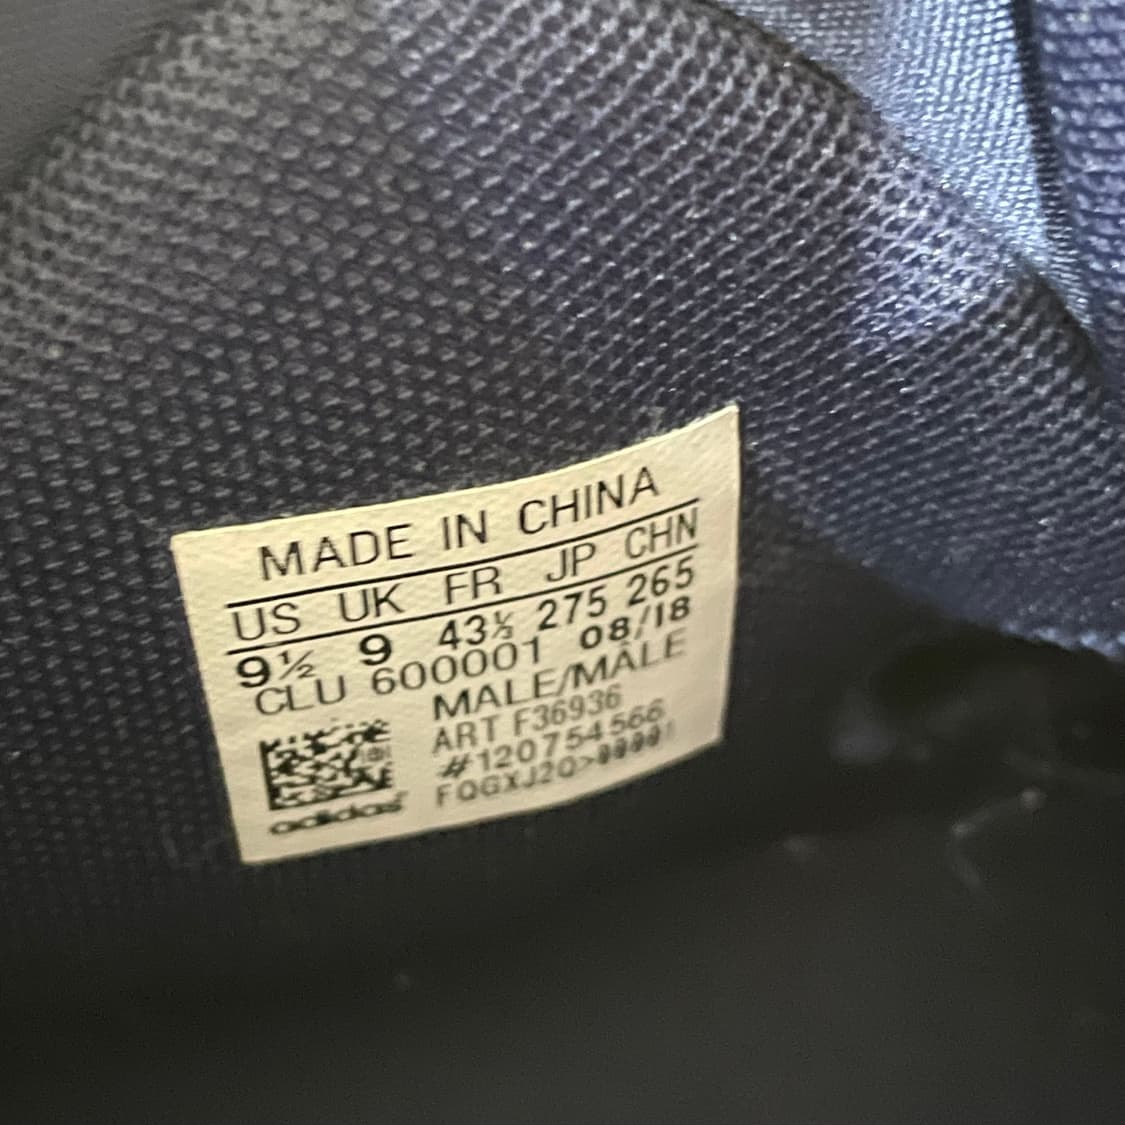 MADE IN CHINA
US UK FR JP CHN
9½ 9 43⅓ 275 265
CLU 600001 08/18
MALE/MÂLE
ART F36936
#120754566
adidas